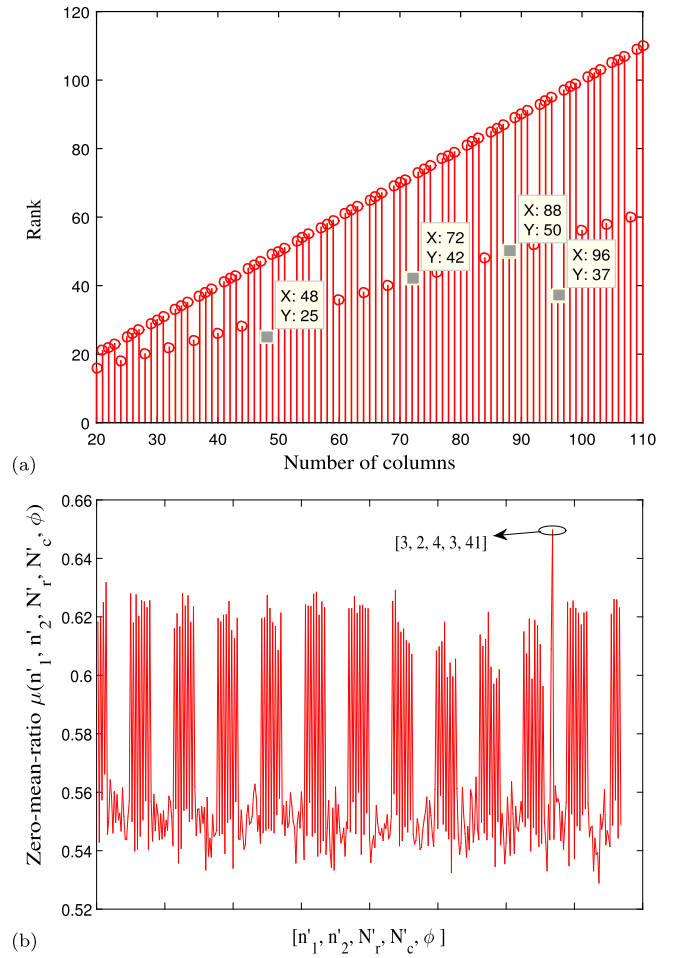 120
100
80
60
40
20
0
Rank
X: 48
Y: 25
X: 72
Y: 42
X: 88
Y: 50
X: 96
Y: 37
20 30 40 50 60 70 80 90 100 110
Number of columns
(a)
0.66
0.64
0.62
0.6
0.58
0.56
0.54
0.52
Zero-mean-ratio μ(n'₁, n'₂, N'ᵣ, N'_c, ϕ)
[3, 2, 4, 3, 41]
[n'₁, n'₂, N'ᵣ, N'_c, ϕ ]
(b)